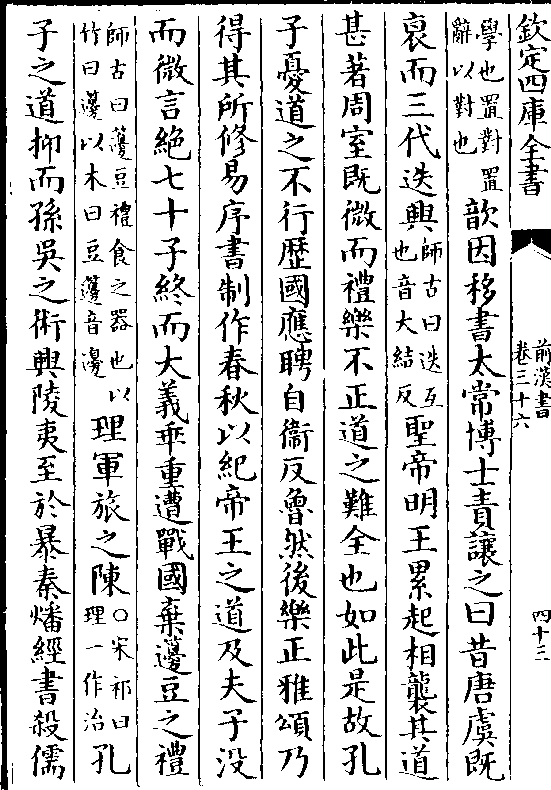 欽定四庫全書
前漢書
卷三十六
四十三
學也置對置
辭以對也
歆因移書太常博士責讓之曰昔唐虞既
衰而三代迭興
師古曰迭互
也音大結反
聖帝明王累起相襲其道
甚著周室既微而禮樂不正道之難全也如此是故孔
子憂道之不行歴國應聘自衞反魯然後樂正雅頌乃
得其所修易序書制作春秋以紀帝王之道及夫子没
而微言絶七十子終而大義乖重遭戰國棄籩豆之禮
師古曰籩豆禮食之器也以
竹曰籩以木曰豆籩音邊
理軍旅之陳
○宋祁曰
理一作治
孔
子之道抑而孫吳之術興陵夷至於暴秦燔經書殺儒